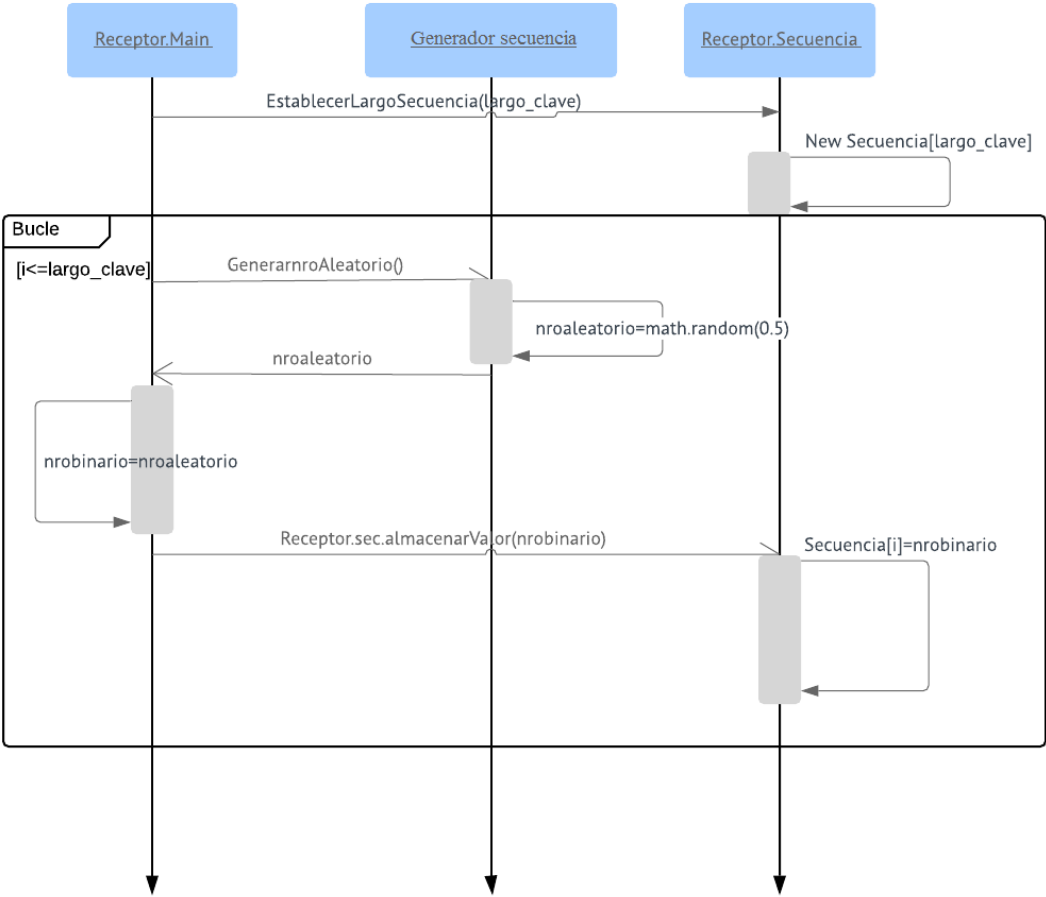 Receptor.Main
Generador secuencia
Receptor.Secuencia
EstablecerLargoSecuencia(largo_clave)
New Secuencia[largo_clave]
Bucle
[i<=largo_clave]
GenerarnroAleatorio()
nroaleatorio=math.random(0.5)
nroaleatorio
nrobinario=nroaleatorio
Receptor.sec.almacenarValor(nrobinario)
Secuencia[i]=nrobinario